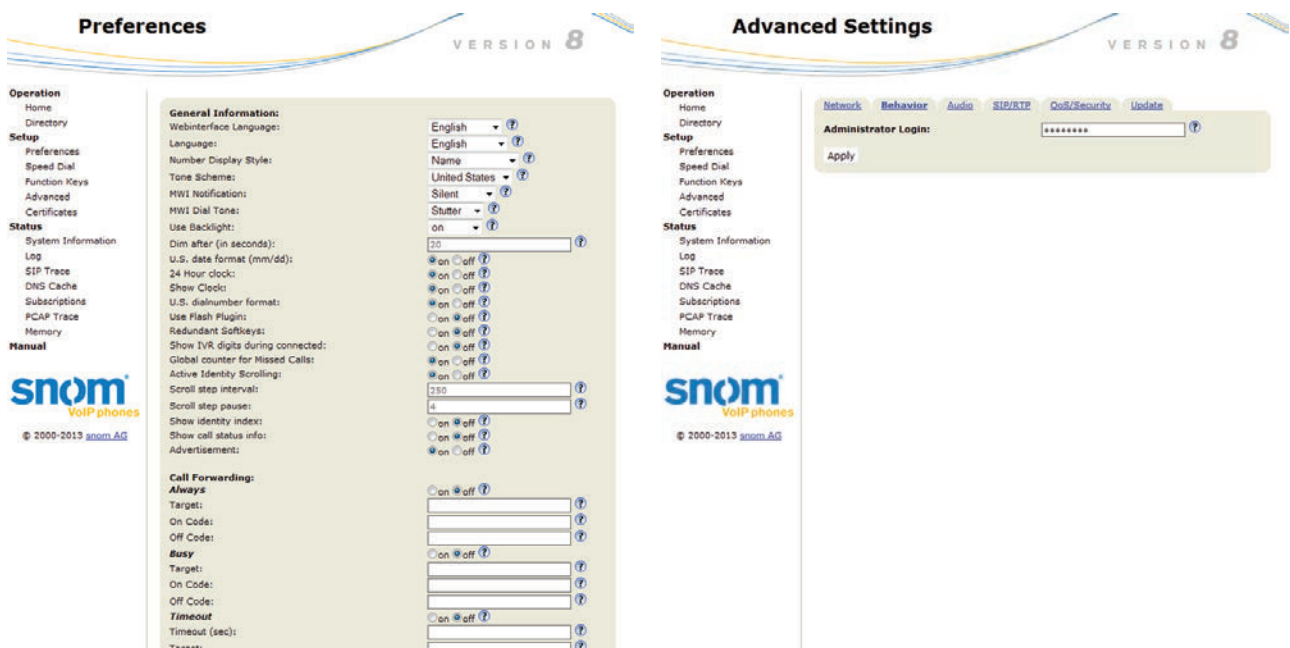 Preferences
VERSION 8
Operation
Home
Directory
Setup
Preferences
Speed Dial
Function Keys
Advanced
Certificates
Status
System Information
Log
SIP Trace
DNS Cache
Subscriptions
PCAP Trace
Memory
Manual
snom
VoIP phones
© 2000-2013 snom AG
General Information:
Webinterface Language: English
Language: English
Number Display Style: Name
Tone Scheme: United States
MWI Notification: Silent
MWI Dial Tone: Stutter
Use Backlight: on
Dim after (in seconds): 20
U.S. date format (mm/dd): on off
24 Hour clock: on off
Show Clock: on off
U.S. dialnumber format: on off
Use Flash Plugin: on off
Redundant Softkeys: on off
Show IVR digits during connected: on off
Global counter for Missed Calls: on off
Active Identity Scrolling: on off
Scroll step interval: 250
Scroll step pause: 4
Show identity index: on off
Show call status info: on off
Advertisement: on off
Call Forwarding:
Always on off
Target:
On Code:
Off Code:
Busy on off
Target:
On Code:
Off Code:
Timeout on off
Timeout (sec):
Target:
Advanced Settings
VERSION 8
Operation
Home
Directory
Setup
Preferences
Speed Dial
Function Keys
Advanced
Certificates
Status
System Information
Log
SIP Trace
DNS Cache
Subscriptions
PCAP Trace
Memory
Manual
snom
VoIP phones
© 2000-2013 snom AG
Network Behavior Audio SIP/RTP QoS/Security Update
Administrator Login: ********
Apply